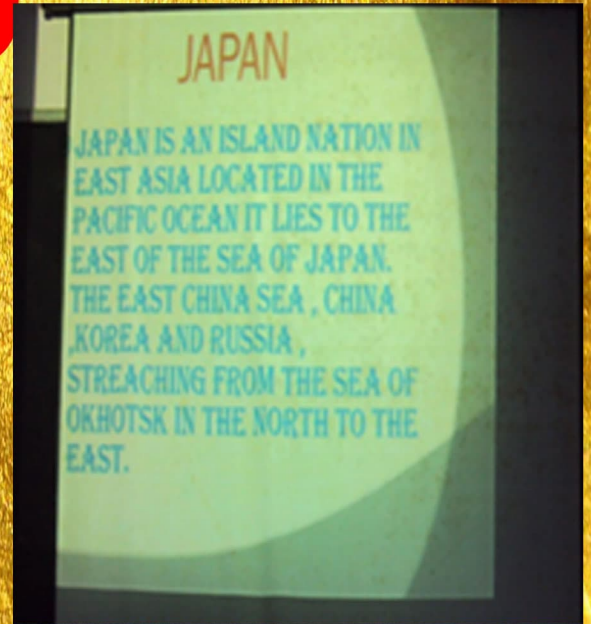 JAPAN
JAPAN IS AN ISLAND NATION IN
EAST ASIA LOCATED IN THE
PACIFIC OCEAN IT LIES TO THE
EAST OF THE SEA OF JAPAN.
THE EAST CHINA SEA , CHINA
,KOREA AND RUSSIA ,
STREACHING FROM THE SEA OF
OKHOTSK IN THE NORTH TO THE
EAST.